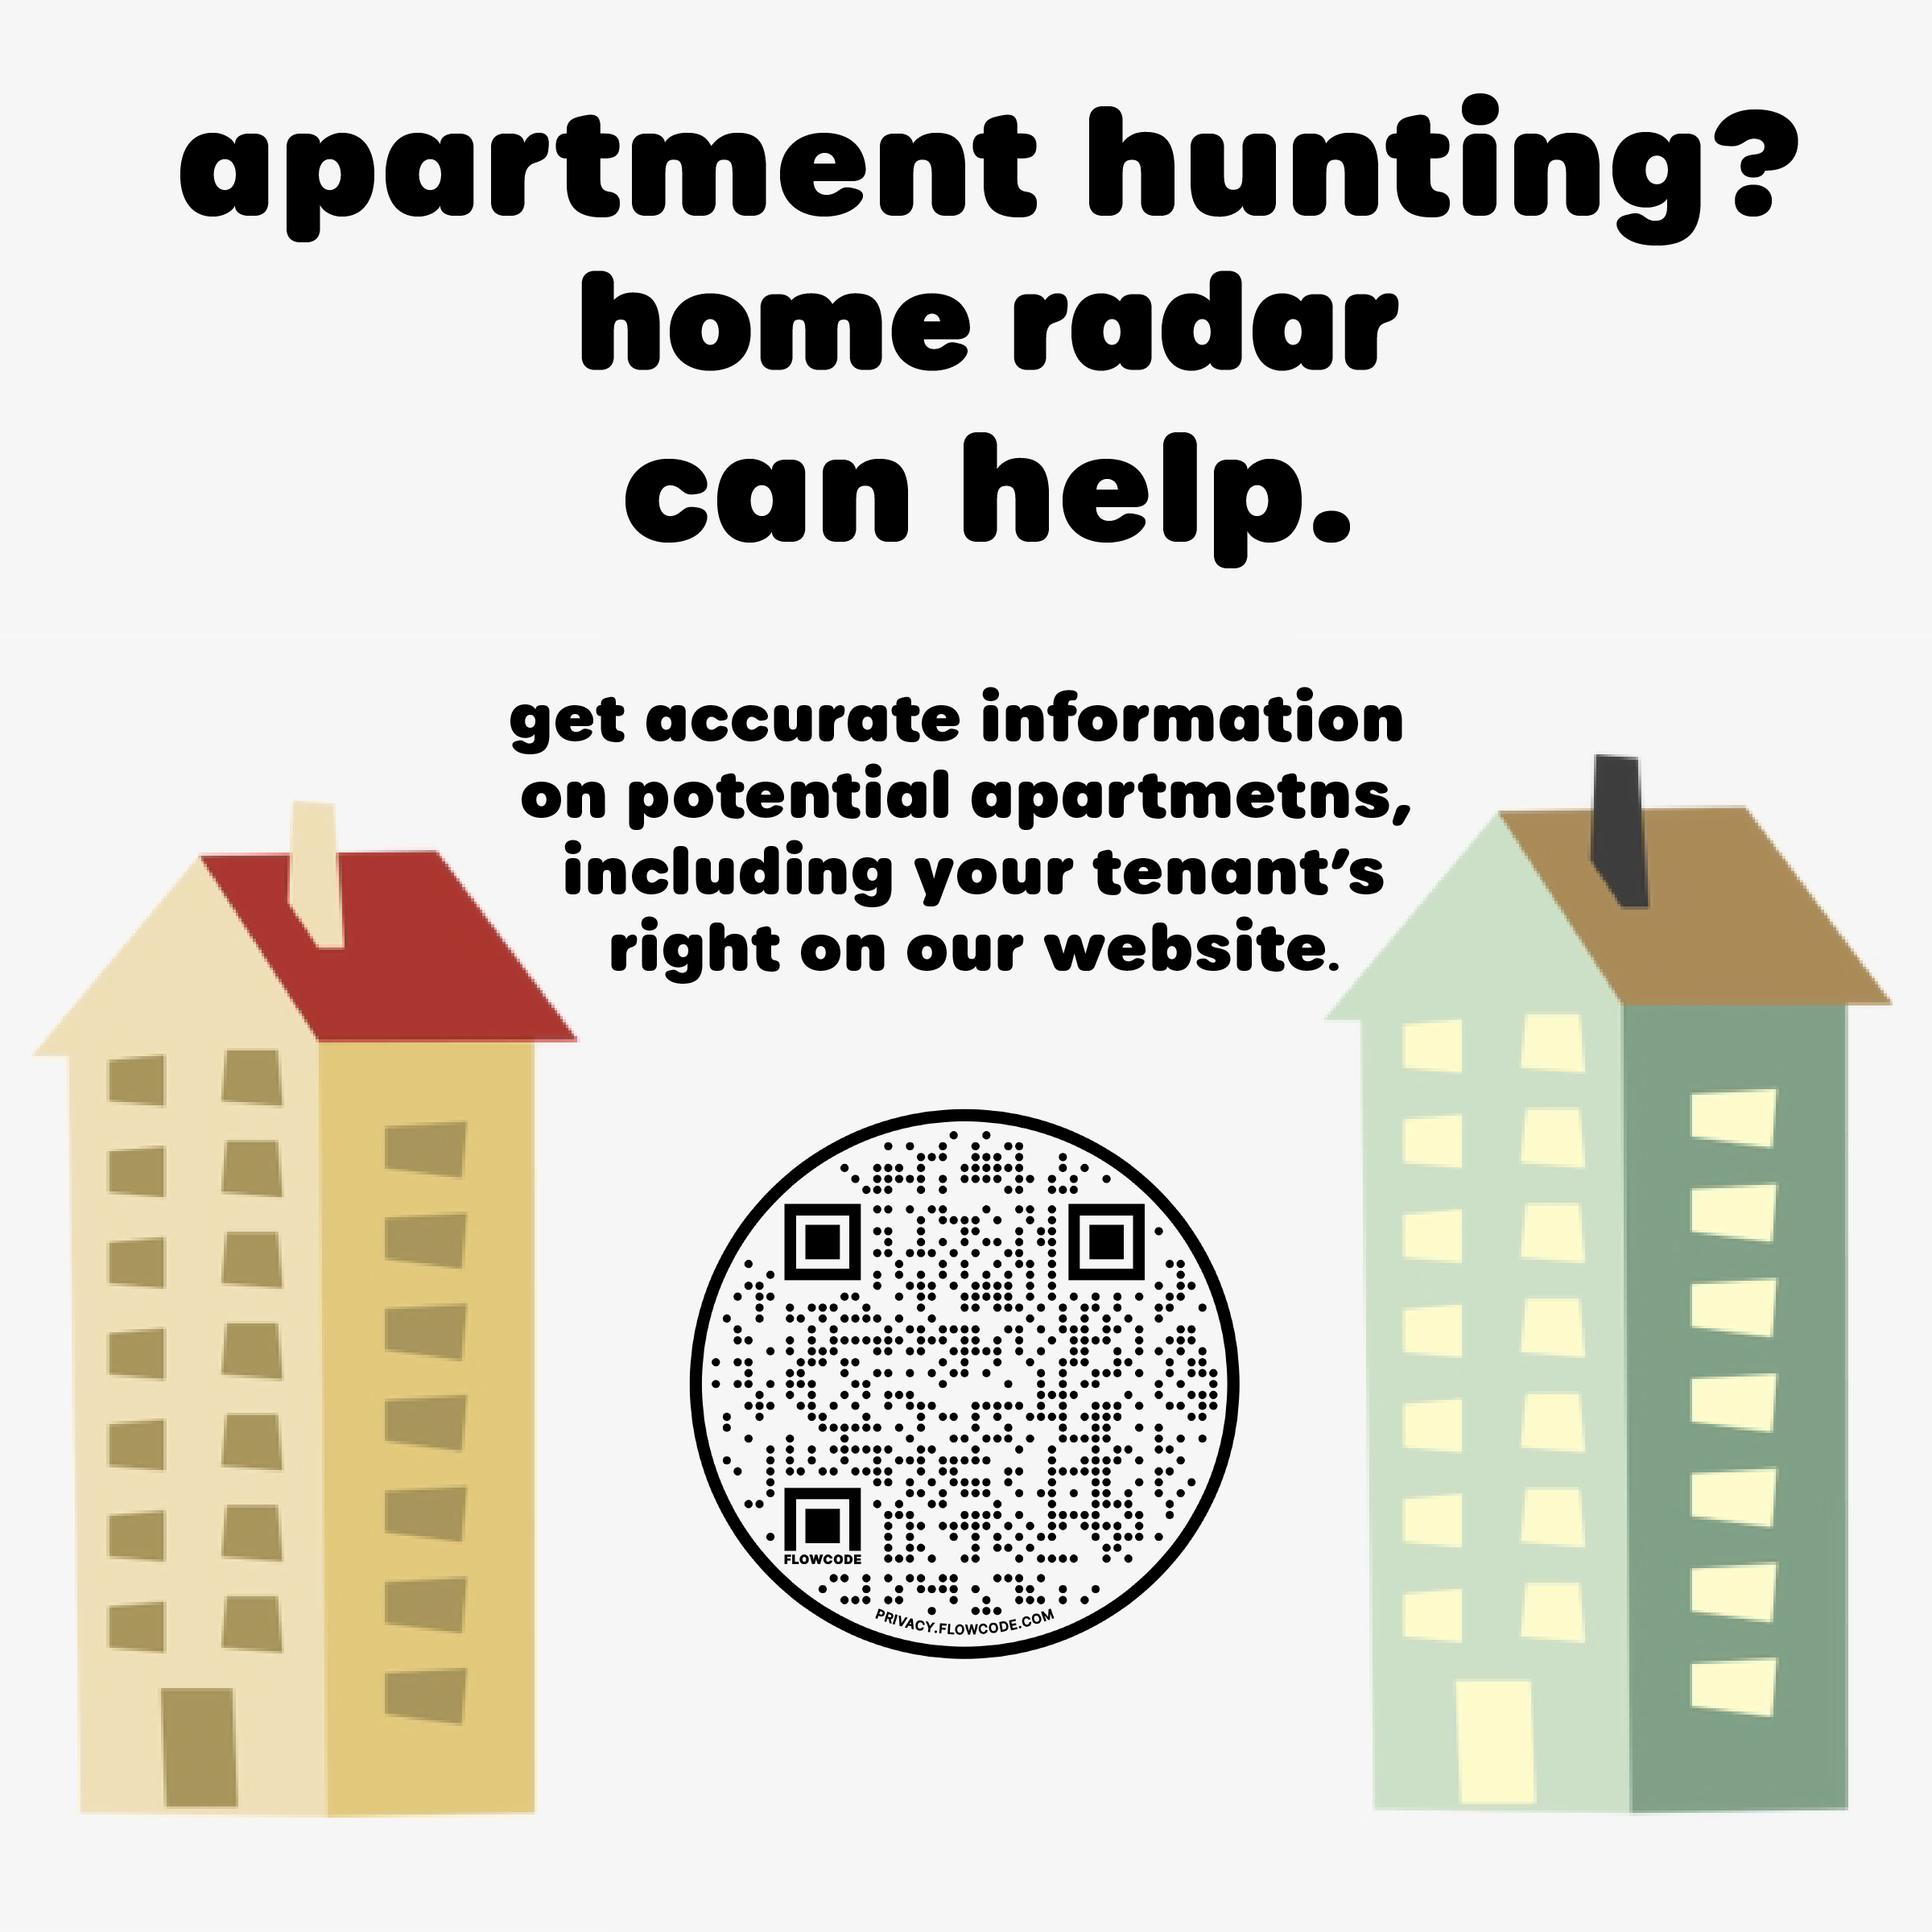 apartment hunting?
home radar
can help.
get accurate information
on potential apartmetns,
including your tenant’s
right on our website.
FLOWCODE
PRIVACY.FLOWCODE.COM